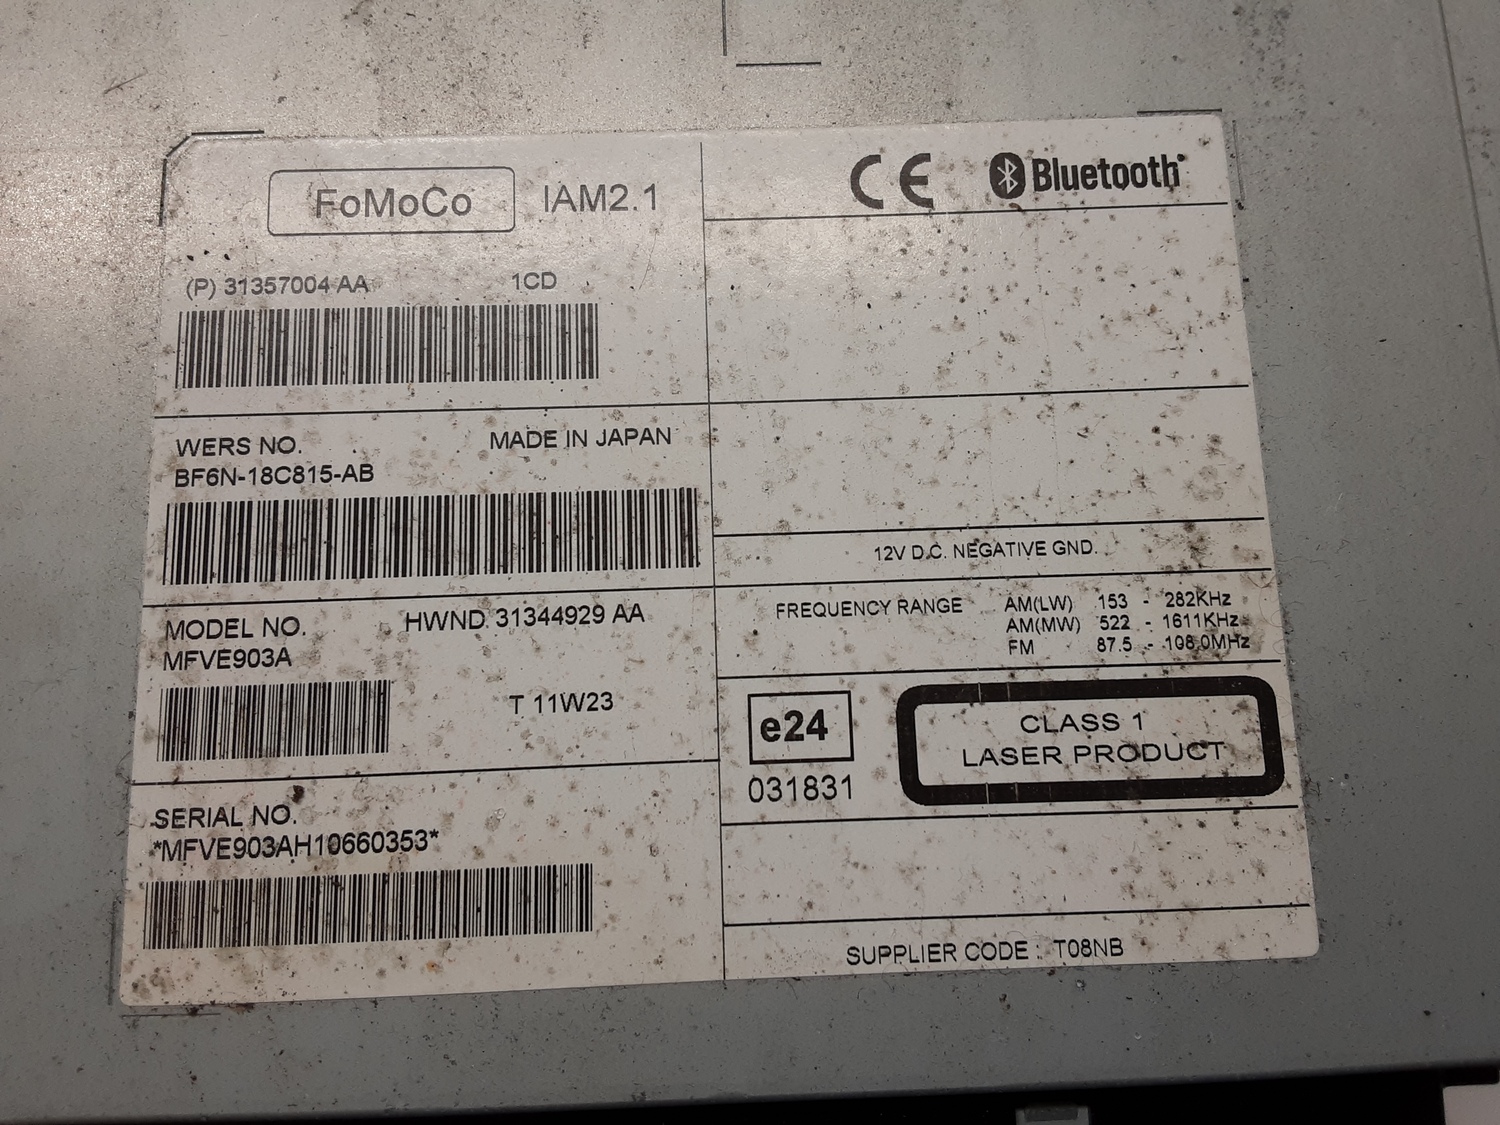 FoMoCo IAM2.1
(P) 31357004 AA 1CD
WERS NO. MADE IN JAPAN
BF6N-18C815-AB
MODEL NO. HWND 31344929 AA
MFVE903A
T 11W23
SERIAL NO.
*MFVE903AH10660353*
CE Bluetooth
12V D.C. NEGATIVE GND.
FREQUENCY RANGE AM(LW) 153 - 282KHz
AM(MW) 522 - 1611KHz
FM 87.5 - 108.0MHz
e24
031831
CLASS 1
LASER PRODUCT
SUPPLIER CODE : T08NB